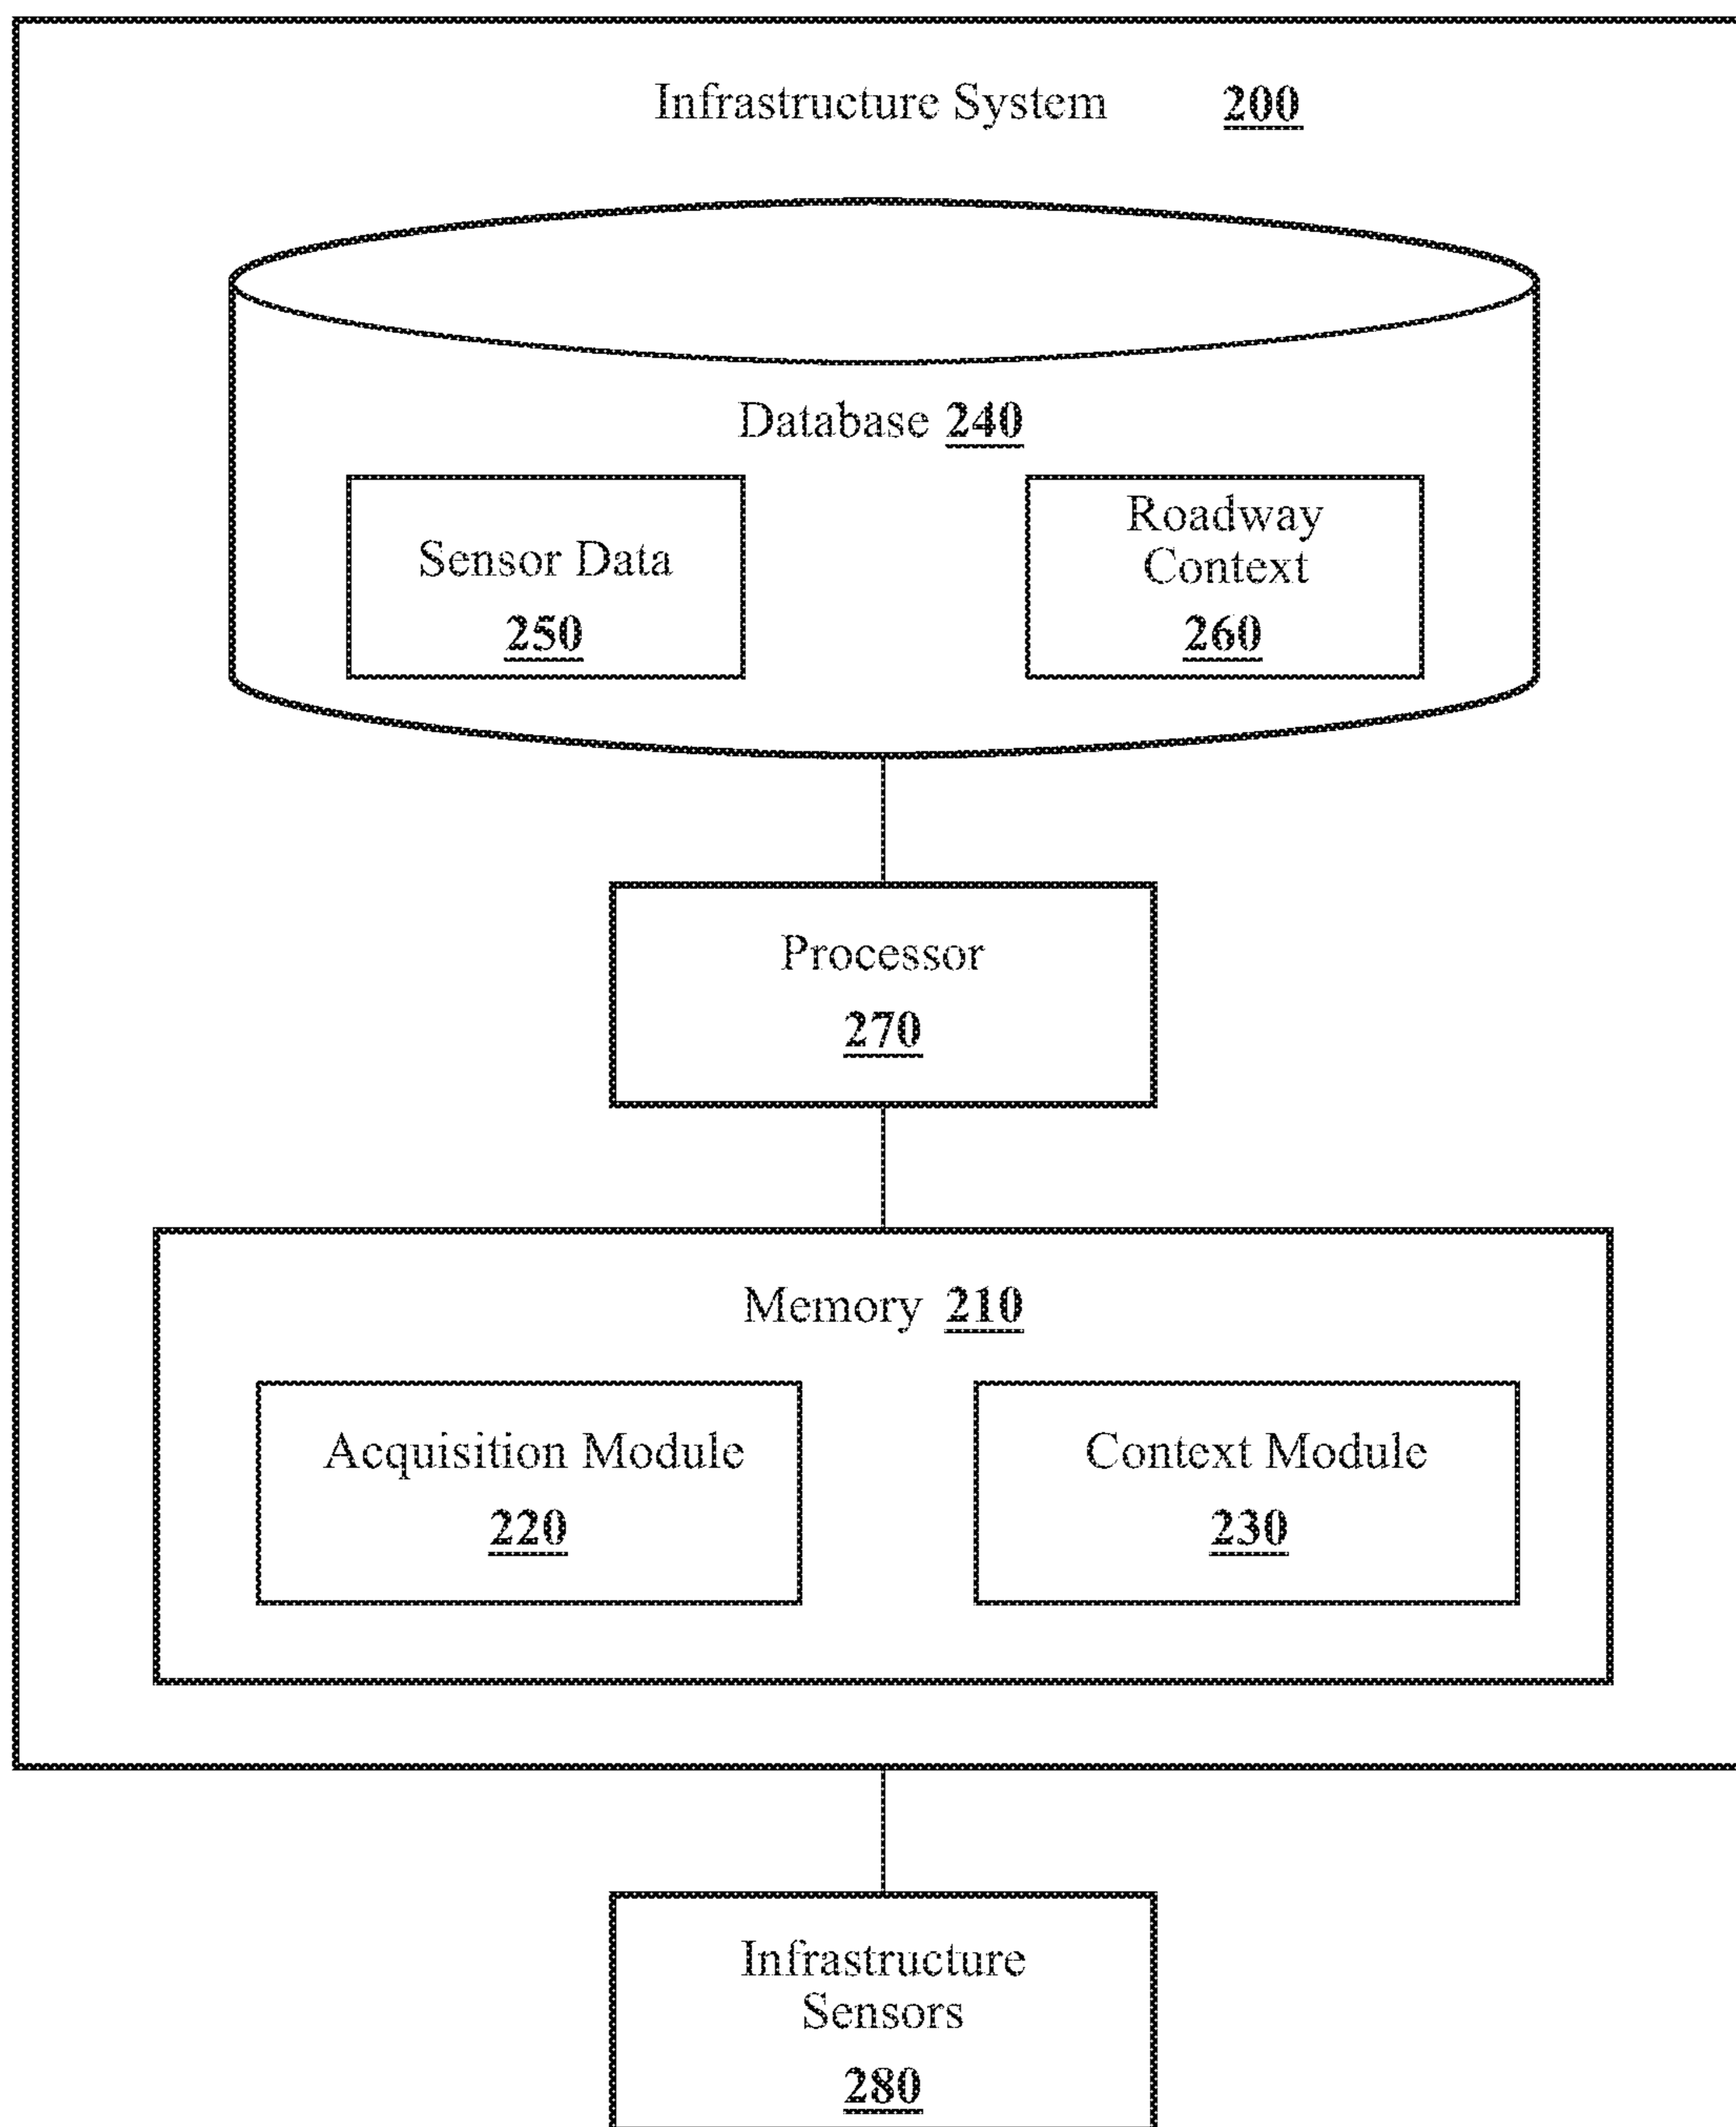 Infrastructure System 200
Database 240
Sensor Data
250
Roadway
Context
260
Processor
270
Memory 210
Acquisition Module
220
Context Module
230
Infrastructure
Sensors
280